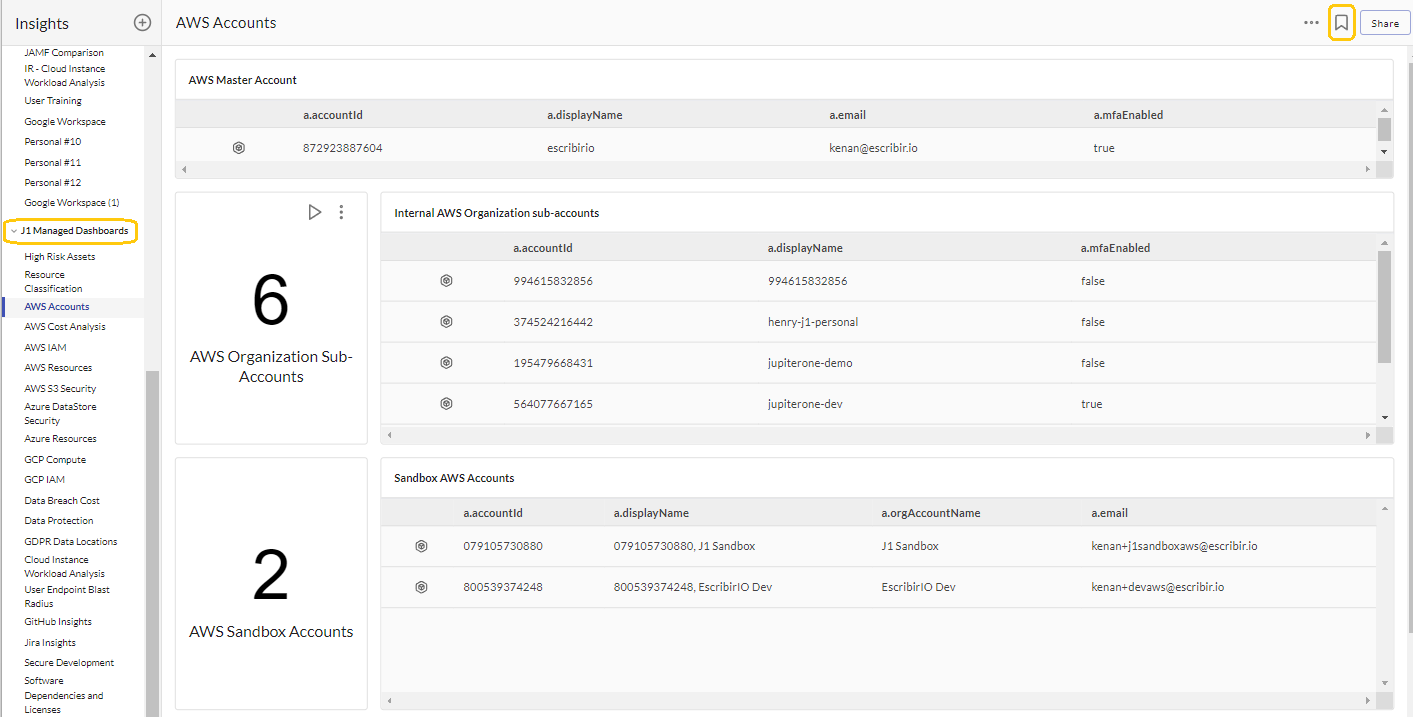 Insights
AWS Accounts
Share
JAMF Comparison
IR - Cloud Instance
Workload Analysis
User Training
Google Workspace
Personal #10
Personal #11
Personal #12
Google Workspace (1)
J1 Managed Dashboards
High Risk Assets
Resource
Classification
AWS Accounts
AWS Cost Analysis
AWS IAM
AWS Resources
AWS S3 Security
Azure DataStore
Security
Azure Resources
GCP Compute
GCP IAM
Data Breach Cost
Data Protection
GDPR Data Locations
Cloud Instance
Workload Analysis
User Endpoint Blast
Radius
GitHub Insights
Jira Insights
Secure Development
Software
Dependencies and
Licenses
AWS Master Account
a.accountId a.displayName a.email a.mfaEnabled
872923887604 escribirio kenan@escribir.io true
6
AWS Organization Sub-
Accounts
Internal AWS Organization sub-accounts
a.accountId a.displayName a.mfaEnabled
994615832856 994615832856 false
374524216442 henry-j1-personal false
195479668431 jupiterone-demo false
564077667165 jupiterone-dev true
2
AWS Sandbox Accounts
Sandbox AWS Accounts
a.accountId a.displayName a.orgAccountName a.email
079105730880 079105730880, J1 Sandbox J1 Sandbox kenan+j1sandboxaws@escribir.io
800539374248 800539374248, EscribirIO Dev EscribirIO Dev kenan+devaws@escribir.io